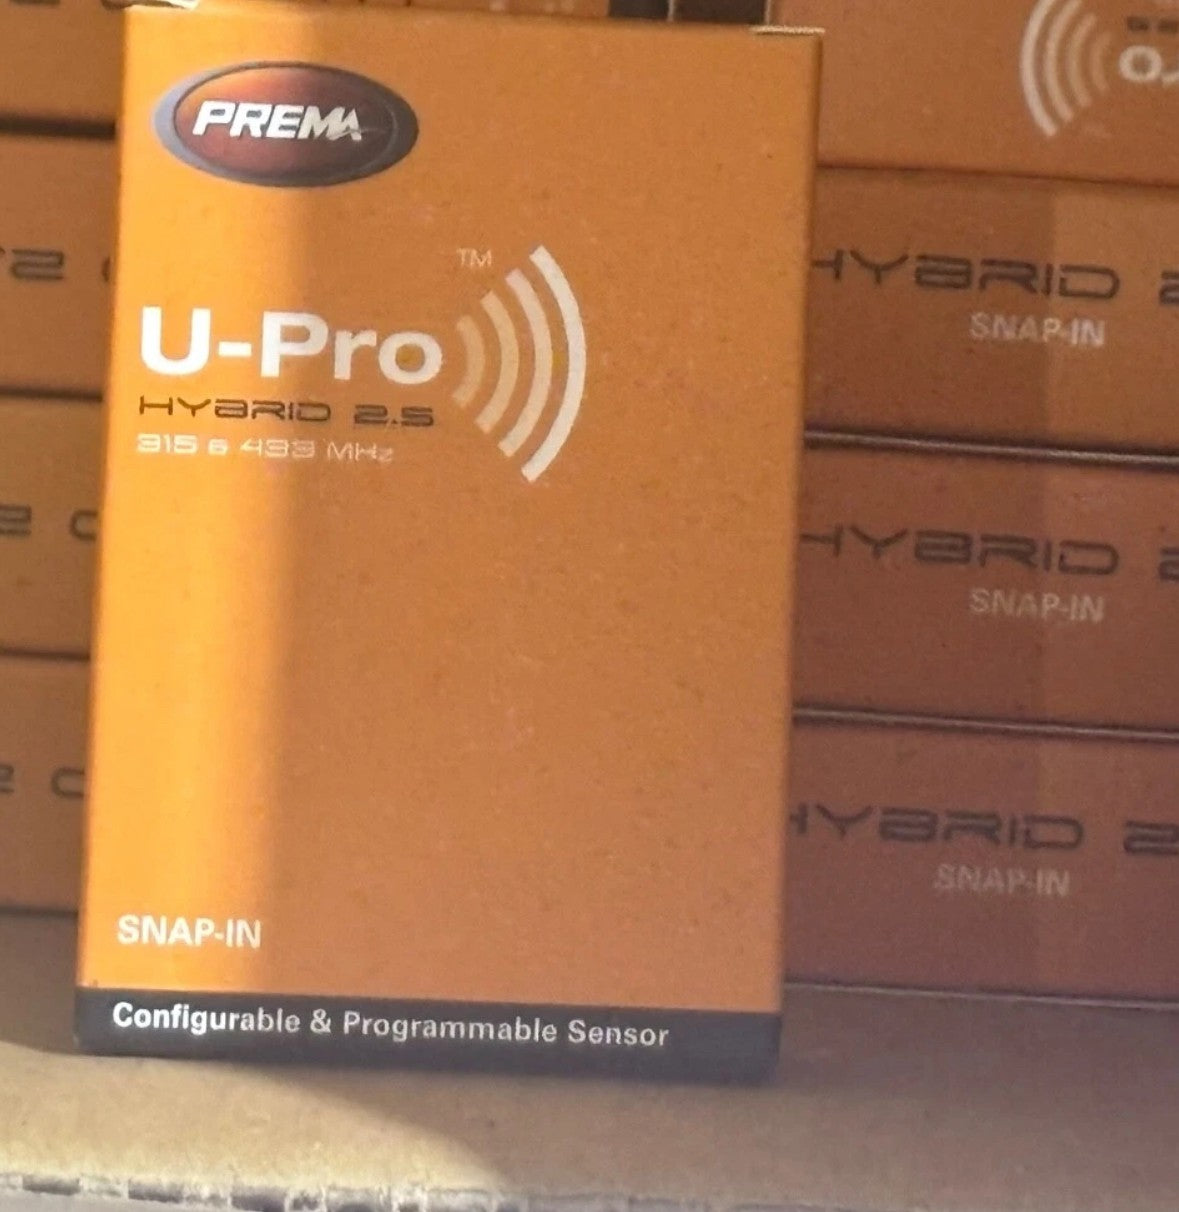 PREMA
TM
U-Pro
HYBRID 2.5
315 & 433 MHz
SNAP-IN
Configurable & Programmable Sensor
HYBRID
SNAP-IN
HYBRID
SNAP-IN
HYBRID
SNAP-IN